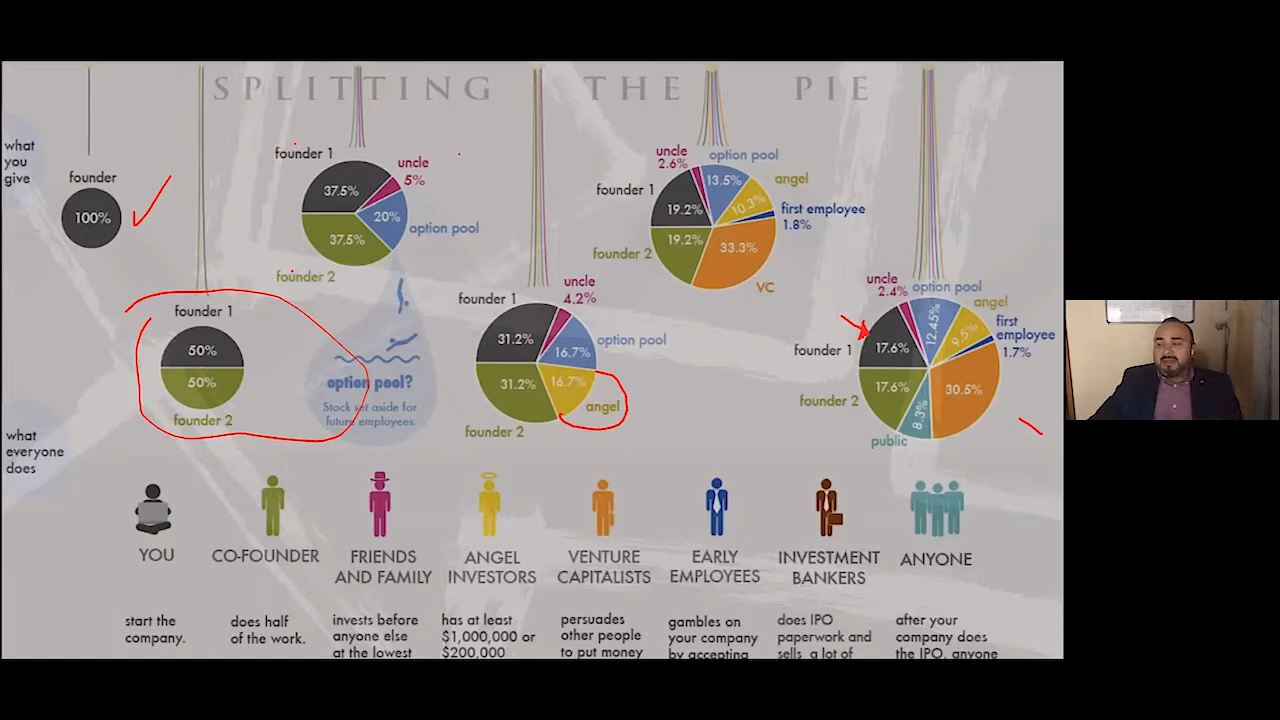 SPLITTING THE PIE
what
you
give
founder
100%
founder 1
50%
50%
founder 2
founder 1
uncle
5%
37.5%
20%
option pool
37.5%
founder 2
option pool?
Stock set aside for
future employees.
founder 1
uncle
4.2%
31.2%
16.7%
option pool
31.2%
16.7%
angel
founder 2
uncle
2.6%
option pool
founder 1
13.5%
angel
19.2%
10.3%
first employee
1.8%
founder 2
19.2%
33.3%
VC
uncle
2.4%
option pool
angel
first
employee
1.7%
12.45%
9.5%
founder 1
17.6%
founder 2
17.6%
30.5%
8.3%
public
what
everyone
does
YOU
start the
company.
CO-FOUNDER
does half
of the work.
FRIENDS
AND FAMILY
invests before
anyone else
at the lowest
ANGEL
INVESTORS
has at least
$1,000,000 or
$200,000
VENTURE
CAPITALISTS
persuades
other people
to put money
EARLY
EMPLOYEES
gambles on
your company
by accepting
INVESTMENT
BANKERS
does IPO
paperwork and
sells a lot of
ANYONE
after your
company does
the IPO, anyone